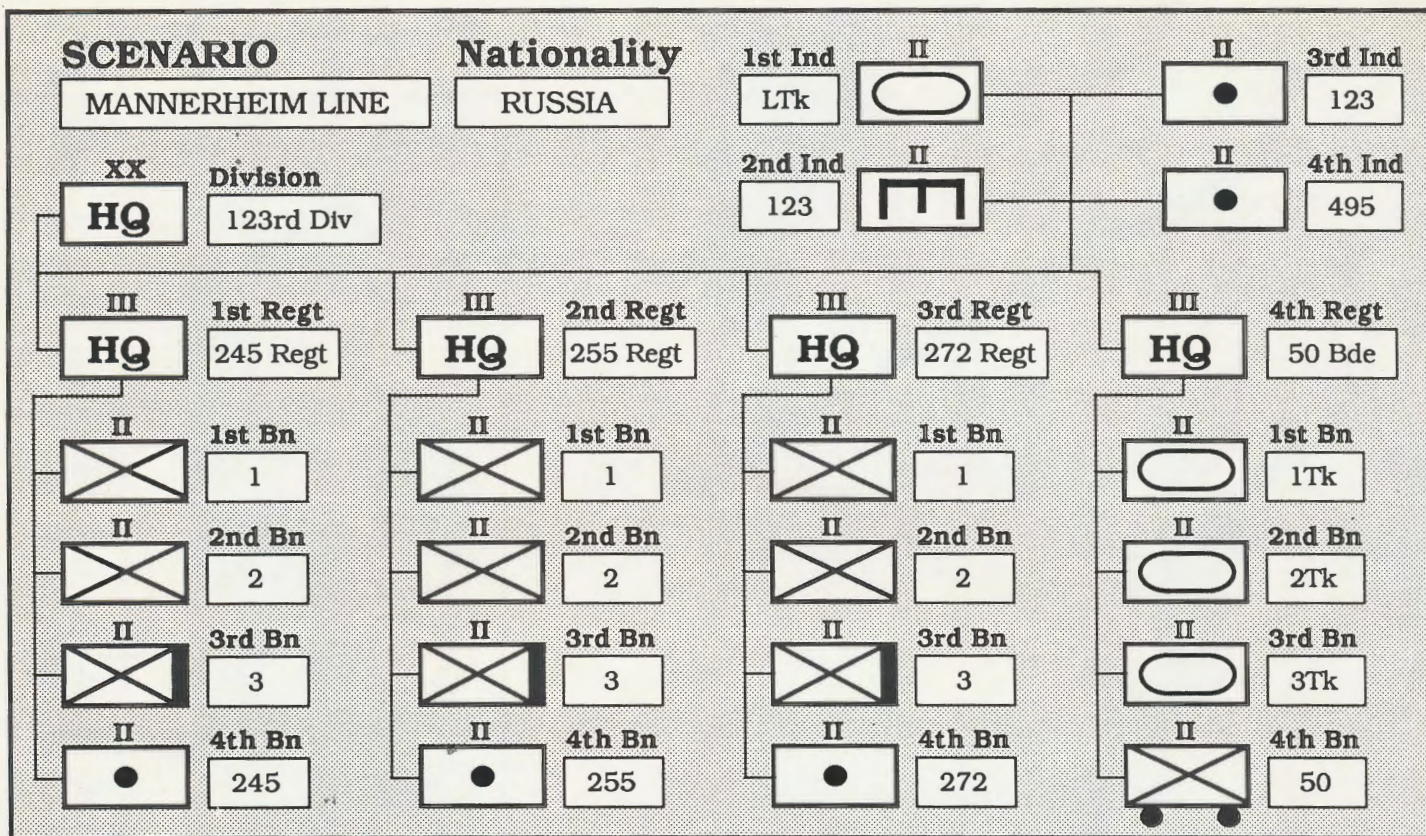 SCENARIO Nationality
MANNERHEIM LINE RUSSIA
1st Ind II II 3rd Ind
LTk 123
2nd Ind II II 4th Ind
123 495
XX Division
HQ 123rd Div
III 1st Regt III 2nd Regt III 3rd Regt III 4th Regt
HQ 245 Regt HQ 255 Regt HQ 272 Regt HQ 50 Bde
II 1st Bn II 1st Bn II 1st Bn II 1st Bn
1 1 1 1Tk
II 2nd Bn II 2nd Bn II 2nd Bn II 2nd Bn
2 2 2 2Tk
II 3rd Bn II 3rd Bn II 3rd Bn II 3rd Bn
3 3 3 3Tk
II 4th Bn II 4th Bn II 4th Bn II 4th Bn
245 255 272 50